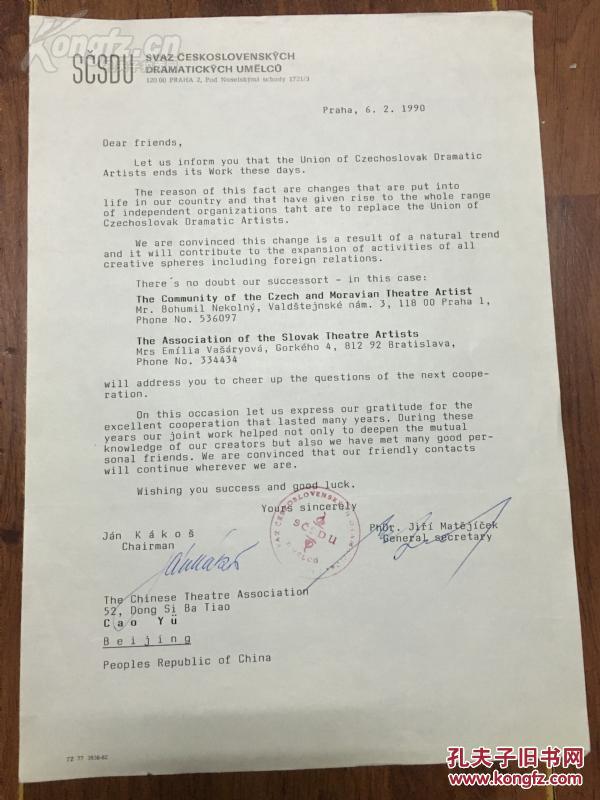 Kongfz.cn
SČSDU
SVAZ ČESKOSLOVENSKÝCH
DRAMATICKÝCH UMĚLCŮ
120 00 PRAHA 2, Pod Nuselskými schody 1721/3
Praha, 6. 2. 1990
Dear friends,
Let us inform you that the Union of Czechoslovak Dramatic
Artists ends its Work these days.
The reason of this fact are changes that are put into
life in our country and that have given rise to the whole range
of independent organizations taht are to replace the Union of
Czechoslovak Dramatic Artists.
We are convinced this change is a result of a natural trend
and it will contribute to the expansion of activities of all
creative spheres including foreign relations.
There´s no doubt our successort - in this case:
The Community of the Czech and Moravian Theatre Artist
Mr. Bohumil Nekolný, Valdštejnské nám. 3, 118 00 Praha 1,
Phone No. 536097
The Association of the Slovak Theatre Artists
Mrs Emília Vašáryová, Gorkého 4, 812 92 Bratislava,
Phone No. 334434
will address you to cheer up the questions of the next coope-
ration.
On this occasion let us express our gratitude for the
excellent cooperation that lasted many years. During these
years our joint work helped not only to deepen the mutual
knowledge of our creators but also we have met many good per-
sonal friends. We are convinced that our friendly contacts
will continue wherever we are.
Wishing you success and good luck.
Yours sincerely
SVAZ ČESKOSLOVENSKÝCH
SČSDU
Ján Kákoš
Chairman
PhDr. Jiří Matějíček
General secretary
The Chinese Theatre Association
52, Dong Si Ba Tiao
Cao Yü
Beijing
Peoples Republic of China
孔夫子旧书网
www.kongfz.com